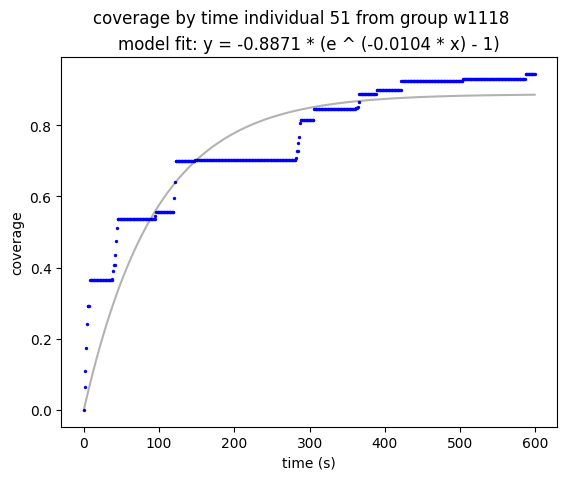 coverage by time individual 51 from group w1118
model fit: y = -0.8871 * (e ^ (-0.0104 * x) - 1)
coverage
0.8
0.6
0.4
0.2
0.0
0 100 200 300 400 500 600
time (s)